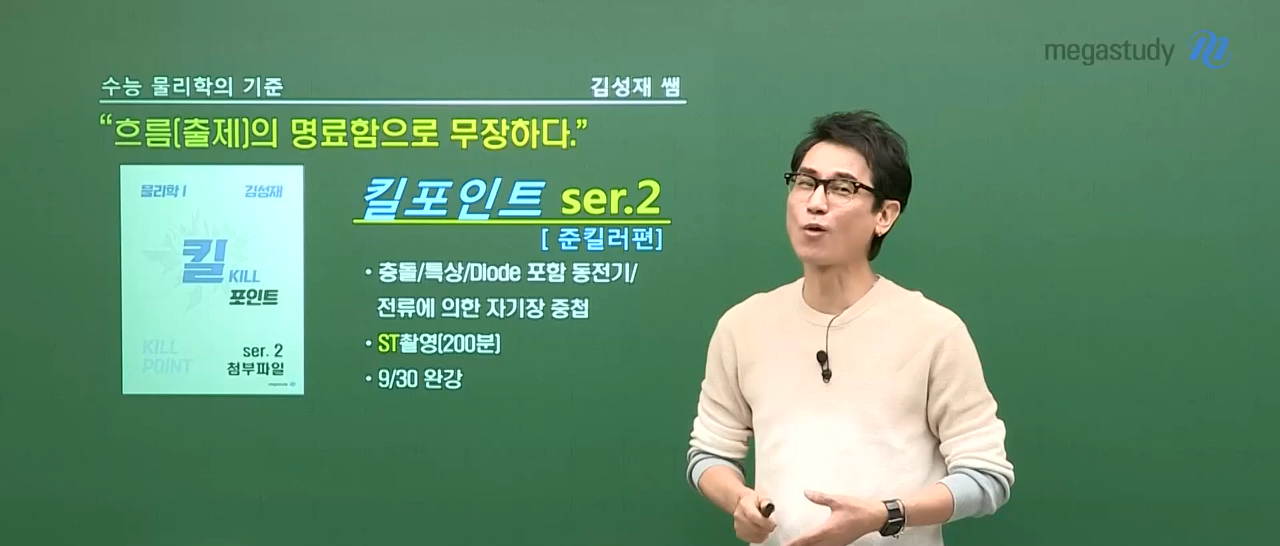 megastudy
수능 물리학의 기준 김성재 쌤
“흐름(출제)의 명료함으로 무장하다.”
물리학 I 김성재
킬 KILL
포인트
KILL
POINT
ser. 2
첨부파일
megastudy
킬포인트 ser.2
[ 준킬러편]
· 충돌/특상/Diode 포함 동전기/
전류에 의한 자기장 중첩
· ST촬영(200분)
· 9/30 완강